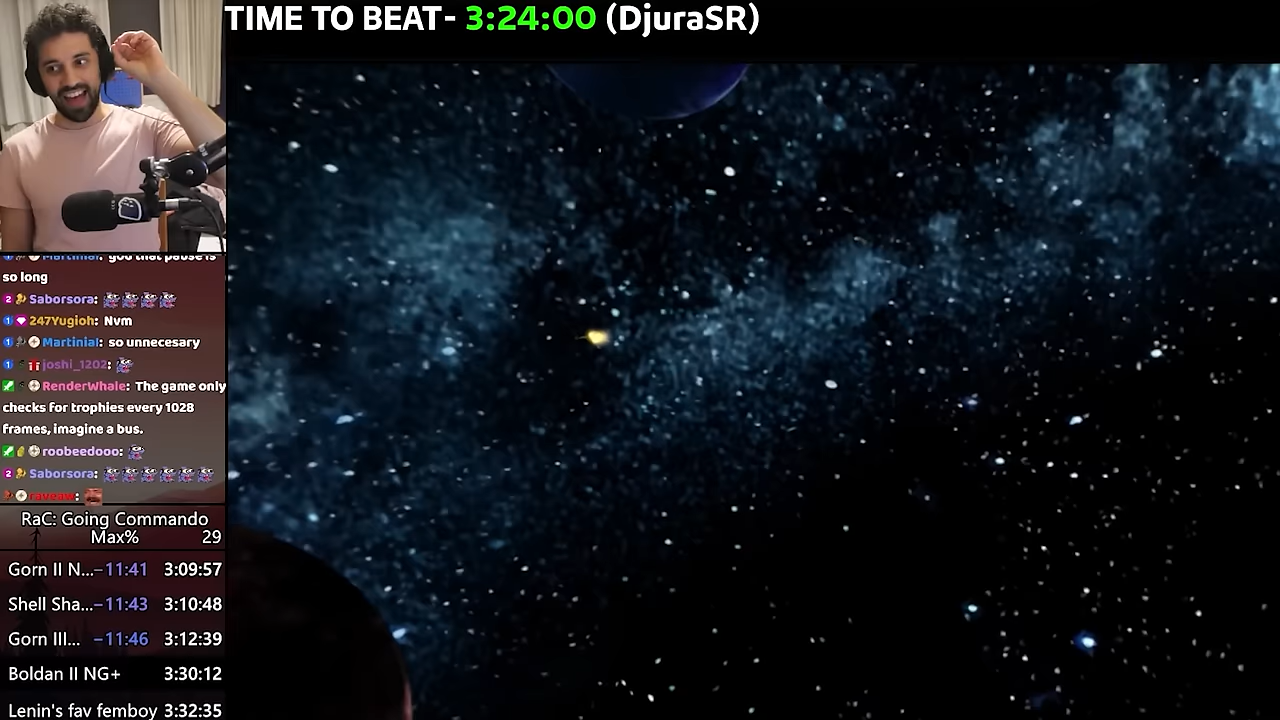 TIME TO BEAT- 3:24:00 (DjuraSR)
Martinial: god that pause is
so long
Saborsora:
247Yugioh: Nvm
Martinial: so unnecesary
joshi_1202:
RenderWhale: The game only
checks for trophies every 1028
frames, imagine a bus.
roobeedooo:
Saborsora:
raveaw:
RaC: Going Commando
Max% 29
Gorn II N... −11:41 3:09:57
Shell Sha... −11:43 3:10:48
Gorn III... −11:46 3:12:39
Boldan II NG+ 3:30:12
Lenin's fav femboy 3:32:35